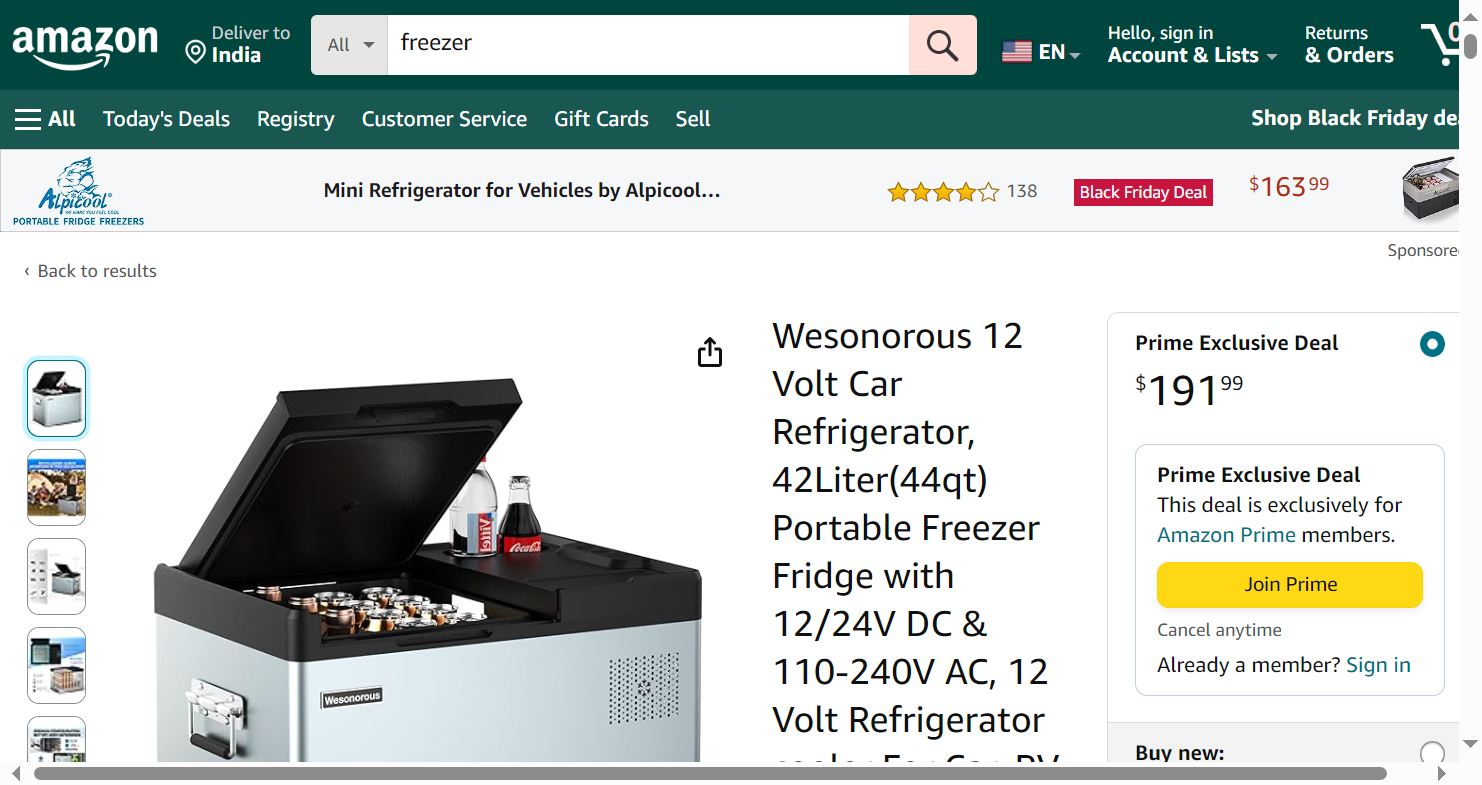 amazon
Deliver to
India
All
freezer
EN
Hello, sign in
Account & Lists
Returns
& Orders
0
All
Today's Deals
Registry
Customer Service
Gift Cards
Sell
Shop Black Friday dea
Alpicool
PORTABLE FRIDGE FREEZERS
Mini Refrigerator for Vehicles by Alpicool...
138
Black Friday Deal
$163 99
Sponsore
‹ Back to results
Wesonorous 12
Volt Car
Refrigerator,
42Liter(44qt)
Portable Freezer
Fridge with
12/24V DC &
110-240V AC, 12
Volt Refrigerator
cooler For Car, RV
Vittel
Coca-Cola
Wesonorous
Prime Exclusive Deal
$191 99
Prime Exclusive Deal
This deal is exclusively for
Amazon Prime members.
Join Prime
Cancel anytime
Already a member? Sign in
Buy new: